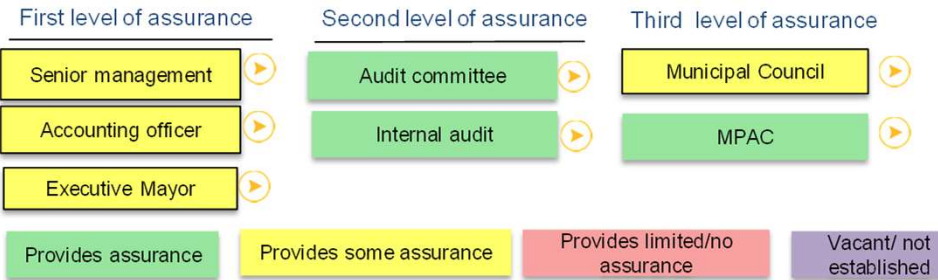 First level of assurance
Second level of assurance
Third level of assurance
Senior management
Audit committee
Municipal Council
Accounting officer
Internal audit
MPAC
Executive Mayor
Provides assurance
Provides some assurance
Provides limited/no
assurance
Vacant/ not
established